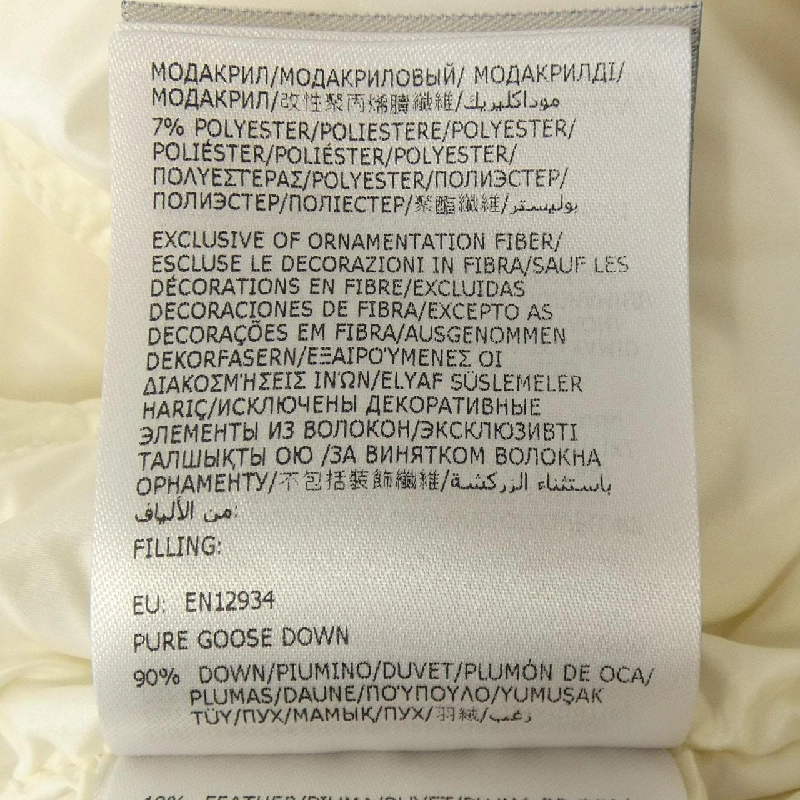 МОДАКРИЛ/МОДАКРИЛОВЫЙ/ МОДАКРИЛДІ/
МОДАКРИЛ/改性聚丙烯腈纖維/موداكليريك
7% POLYESTER/POLIESTERE/POLYESTER/
POLIÉSTER/POLIÉSTER/POLYESTER/
ΠΟΛΥΕΣΤΕΡΑΣ/POLYESTER/ПОЛИЭСТЕР/
ПОЛИЭСТЕР/ПОЛІЕСТЕР/聚酯纖維/بوليستر
EXCLUSIVE OF ORNAMENTATION FIBER/
ESCLUSE LE DECORAZIONI IN FIBRA/SAUF LES
DÉCORATIONS EN FIBRE/EXCLUIDAS
DECORACIONES DE FIBRA/EXCEPTO AS
DECORAÇÕES EM FIBRA/AUSGENOMMEN
DEKORFASERN/ΕΞΑΙΡΟΎΜΕΝΕΣ ΟΙ
ΔΙΑΚΟΣΜΉΣΕΙΣ ΙΝΏΝ/ELYAF SÜSLEMELER
HARIÇ/ИСКЛЮЧЕНЫ ДЕКОРАТИВНЫЕ
ЭЛЕМЕНТЫ ИЗ ВОЛОКОН/ЭКСКЛЮЗИВТІ
ТАЛШЫҚТЫ ОЮ /ЗА ВИНЯТКОМ ВОЛОКНА
ОРНАМЕНТУ/不包括裝飾纖維/باستثناء الزركشة
من الألياف:
FILLING:
EU: EN12934
PURE GOOSE DOWN
90% DOWN/PIUMINO/DUVET/PLUMÓN DE OCA/
PLUMAS/DAUNE/ΠΟΎΠΟΥΛΟ/YUMUŞAK
TÜY/ПУХ/МАМЫҚ/ПУХ/羽絨/زغب